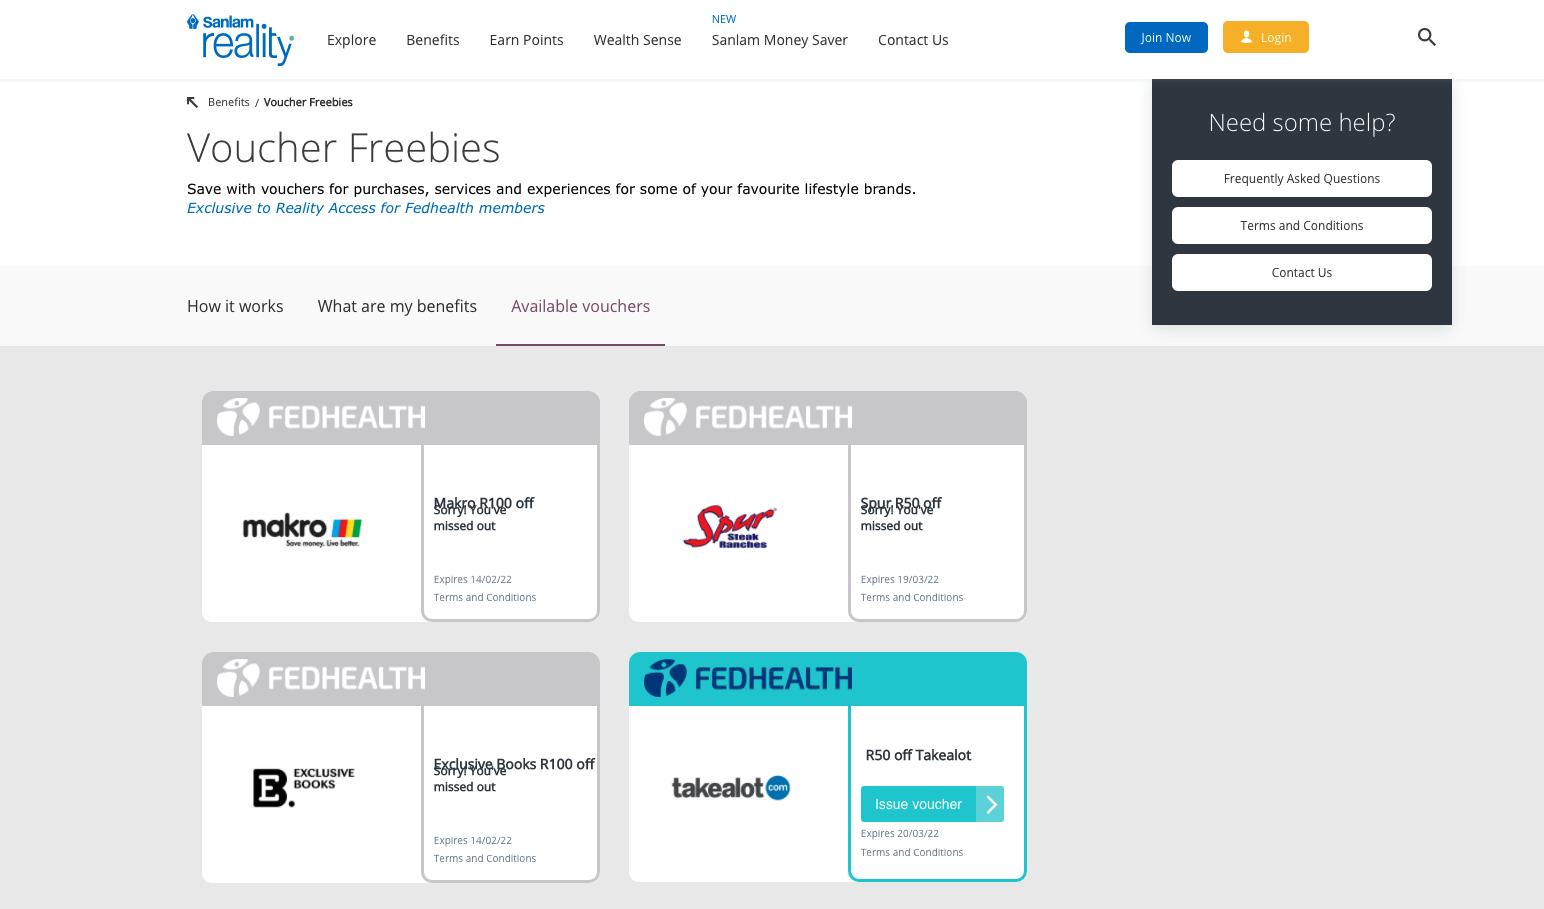 Sanlam
reality
Explore
Benefits
Earn Points
Wealth Sense
NEW
Sanlam Money Saver
Contact Us
Join Now
Login
Benefits / Voucher Freebies
Voucher Freebies
Save with vouchers for purchases, services and experiences for some of your favourite lifestyle brands.
Exclusive to Reality Access for Fedhealth members
Need some help?
Frequently Asked Questions
Terms and Conditions
Contact Us
How it works
What are my benefits
Available vouchers
FEDHEALTH
makro
Save money. Live better.
Makro R100 off
Sorry! You've
missed out
Expires 14/02/22
Terms and Conditions
FEDHEALTH
Spur
Steak
Ranches
Spur R50 off
Sorry! You've
missed out
Expires 19/03/22
Terms and Conditions
FEDHEALTH
B.
EXCLUSIVE
BOOKS
Exclusive Books R100 off
Sorry! You've
missed out
Expires 14/02/22
Terms and Conditions
FEDHEALTH
takealot com
R50 off Takealot
Issue voucher
Expires 20/03/22
Terms and Conditions